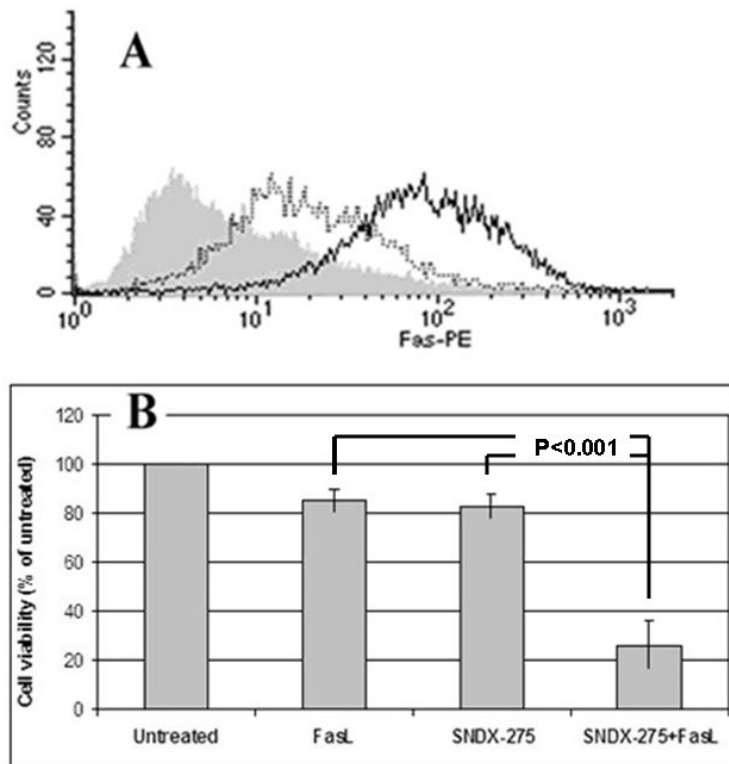 A
Counts
120
80
40
0
10^0 10^1 10^2 10^3
Fas-PE
B
Cell viability (% of untreated)
120
100
80
60
40
20
0
P<0.001
Untreated FasL SNDX-275 SNDX-275+FasL